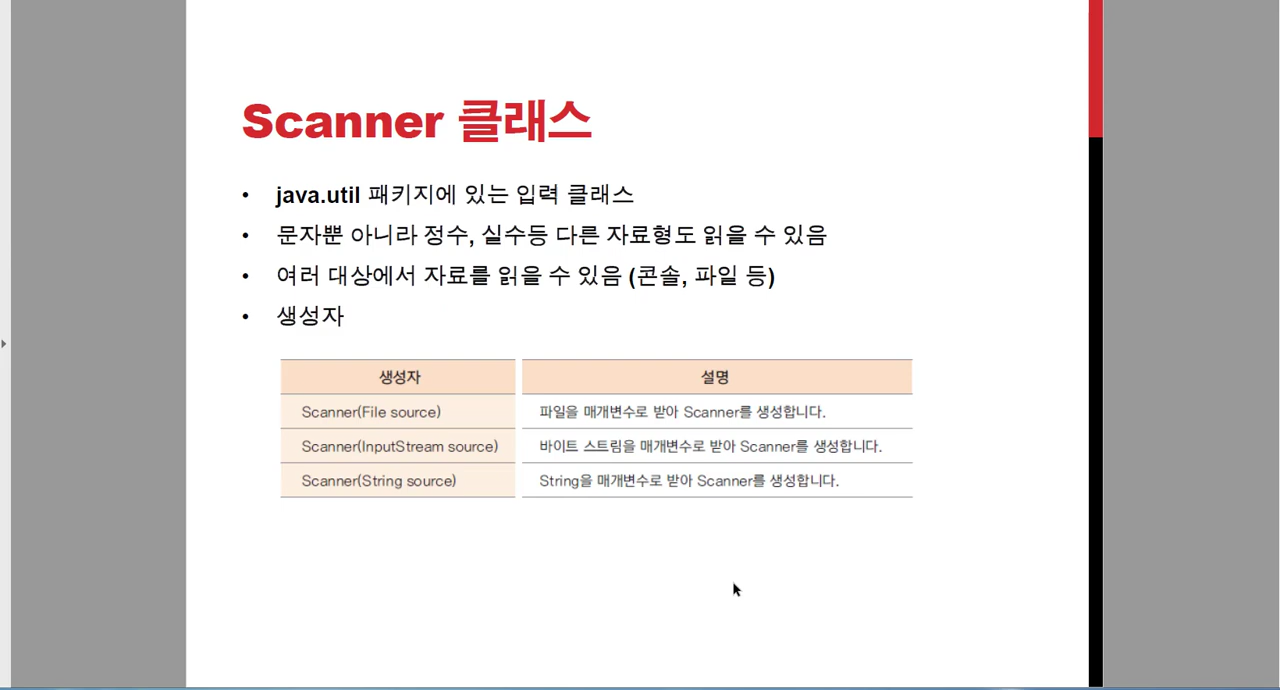 Scanner 클래스
• java.util 패키지에 있는 입력 클래스
• 문자뿐 아니라 정수, 실수등 다른 자료형도 읽을 수 있음
• 여러 대상에서 자료를 읽을 수 있음 (콘솔, 파일 등)
• 생성자
생성자 설명
Scanner(File source) 파일을 매개변수로 받아 Scanner를 생성합니다.
Scanner(InputStream source) 바이트 스트림을 매개변수로 받아 Scanner를 생성합니다.
Scanner(String source) String을 매개변수로 받아 Scanner를 생성합니다.